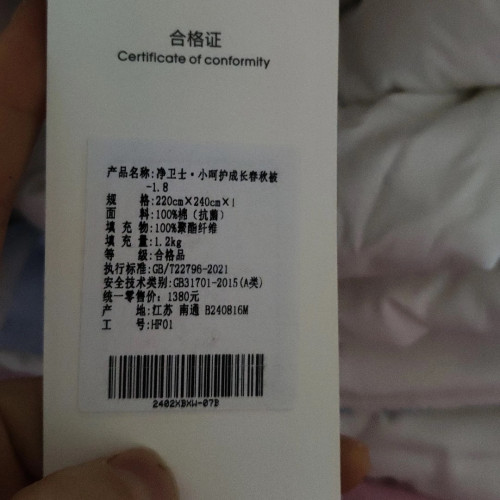 合格证
Certificate of conformity
产品名称:净卫士·小呵护成长春秋被
-1.8
规 格:220cm×240cm×1
面 料:100%棉（抗菌）
填 充 物:100%聚酯纤维
填 充 量:1.2kg
等 级:合格品
执行标准:GB/T22796-2021
安全技术类别:GB31701-2015(A类)
统一零售价: 1380元
产 地:江苏 南通 B240816M
工 号:HF01
2402XBXW-07B